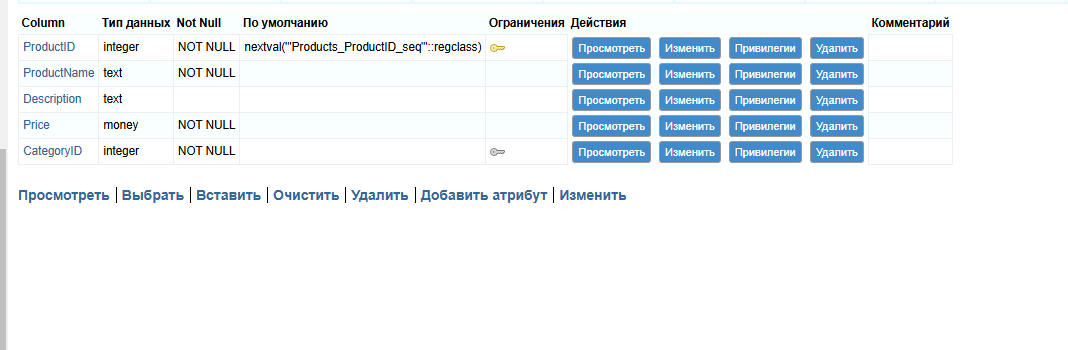 Column Тип данных Not Null По умолчанию Ограничения Действия Комментарий
ProductID integer NOT NULL nextval('"Products_ProductID_seq"'::regclass) Просмотреть Изменить Привилегии Удалить
ProductName text NOT NULL Просмотреть Изменить Привилегии Удалить
Description text Просмотреть Изменить Привилегии Удалить
Price money NOT NULL Просмотреть Изменить Привилегии Удалить
CategoryID integer NOT NULL Просмотреть Изменить Привилегии Удалить
Просмотреть | Выбрать | Вставить | Очистить | Удалить | Добавить атрибут | Изменить